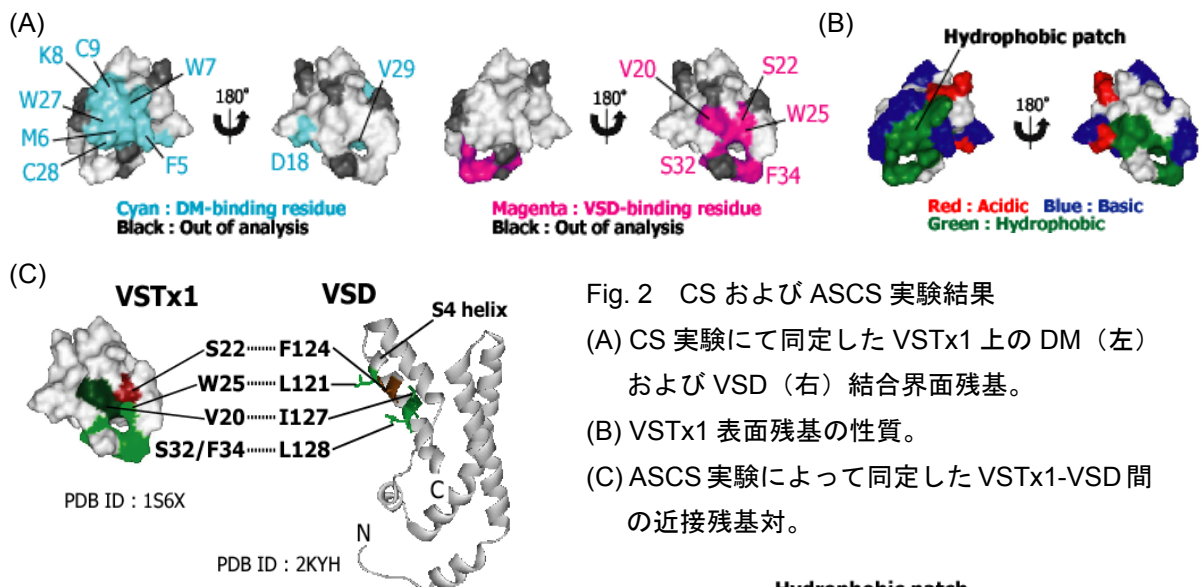 (A)
K8
C9
W7
W27
M6
C28
F5
180°
V29
D18
Cyan : DM-binding residue
Black : Out of analysis
180°
V20
S22
W25
S32
F34
Magenta : VSD-binding residue
Black : Out of analysis
(B)
Hydrophobic patch
180°
Red : Acidic Blue : Basic
Green : Hydrophobic
(C)
VSTx1
VSD
S4 helix
S22 F124
W25 L121
V20 I127
S32/F34 L128
PDB ID : 1S6X
C
N
PDB ID : 2KYH
Fig. 2 CS および ASCS 実験結果
(A) CS 実験にて同定した VSTx1 上の DM（左）
および VSD（右）結合界面残基。
(B) VSTx1 表面残基の性質。
(C) ASCS 実験によって同定した VSTx1-VSD 間
の近接残基対。
Hydrophobic patch